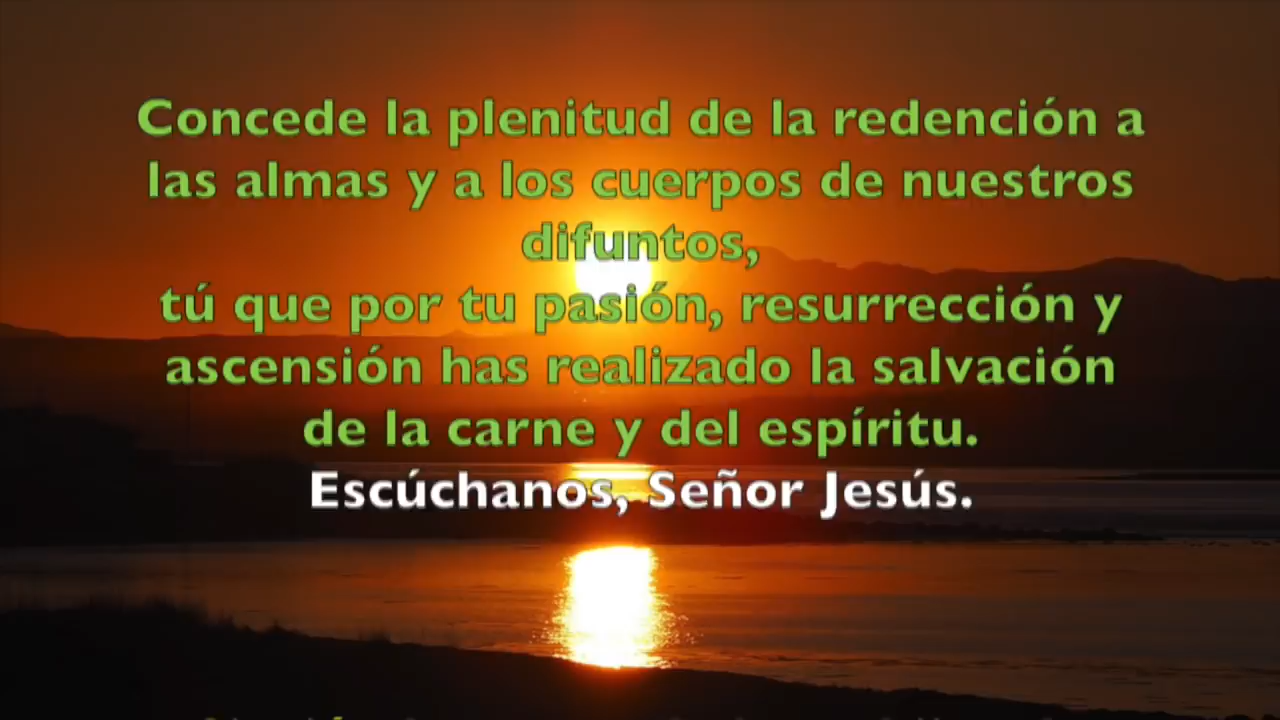 Concede la plenitud de la redención a
las almas y a los cuerpos de nuestros
difuntos,
tú que por tu pasión, resurrección y
ascensión has realizado la salvación
de la carne y del espíritu.
Escúchanos, Señor Jesús.